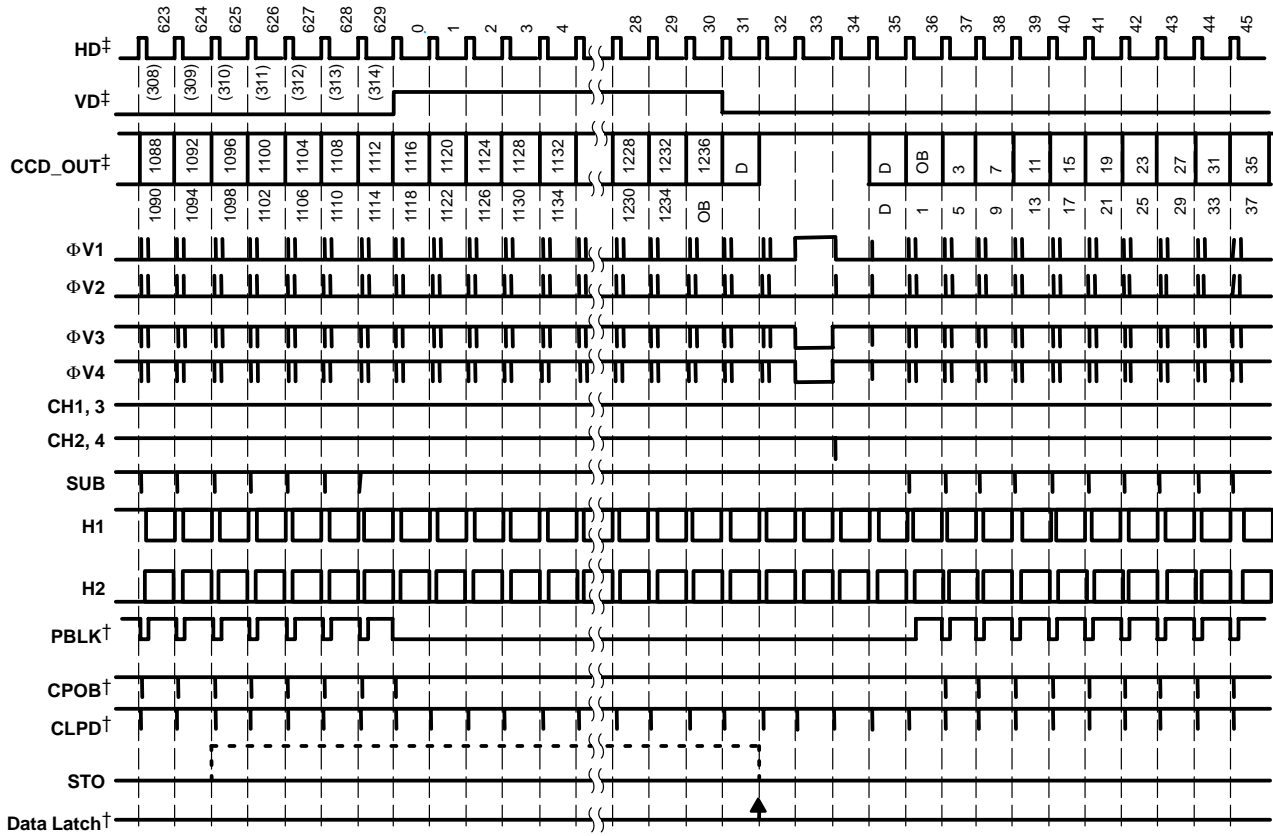 623 624 625 626 627 628 629 0 1 2 3 4 28 29 30 31 32 33 34 35 36 37 38 39 40 41 42 43 44 45
HD‡
(308) (309) (310) (311) (312) (313) (314)
VD‡
CCD_OUT‡ 1088 1092 1096 1100 1104 1108 1112 1116 1120 1124 1128 1132 1228 1232 1236 D D OB 3 7 11 15 19 23 27 31 35
1090 1094 1098 1102 1106 1110 1114 1118 1122 1126 1130 1134 1230 1234 OB D 1 5 9 13 17 21 25 29 33 37
ΦV1
ΦV2
ΦV3
ΦV4
CH1, 3
CH2, 4
SUB
H1
H2
PBLK†
CPOB†
CLPD†
STO
Data Latch†